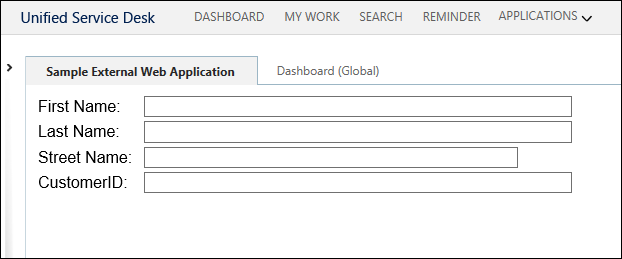 Unified Service Desk DASHBOARD MY WORK SEARCH REMINDER APPLICATIONS
Sample External Web Application Dashboard (Global)
First Name:
Last Name:
Street Name:
CustomerID: